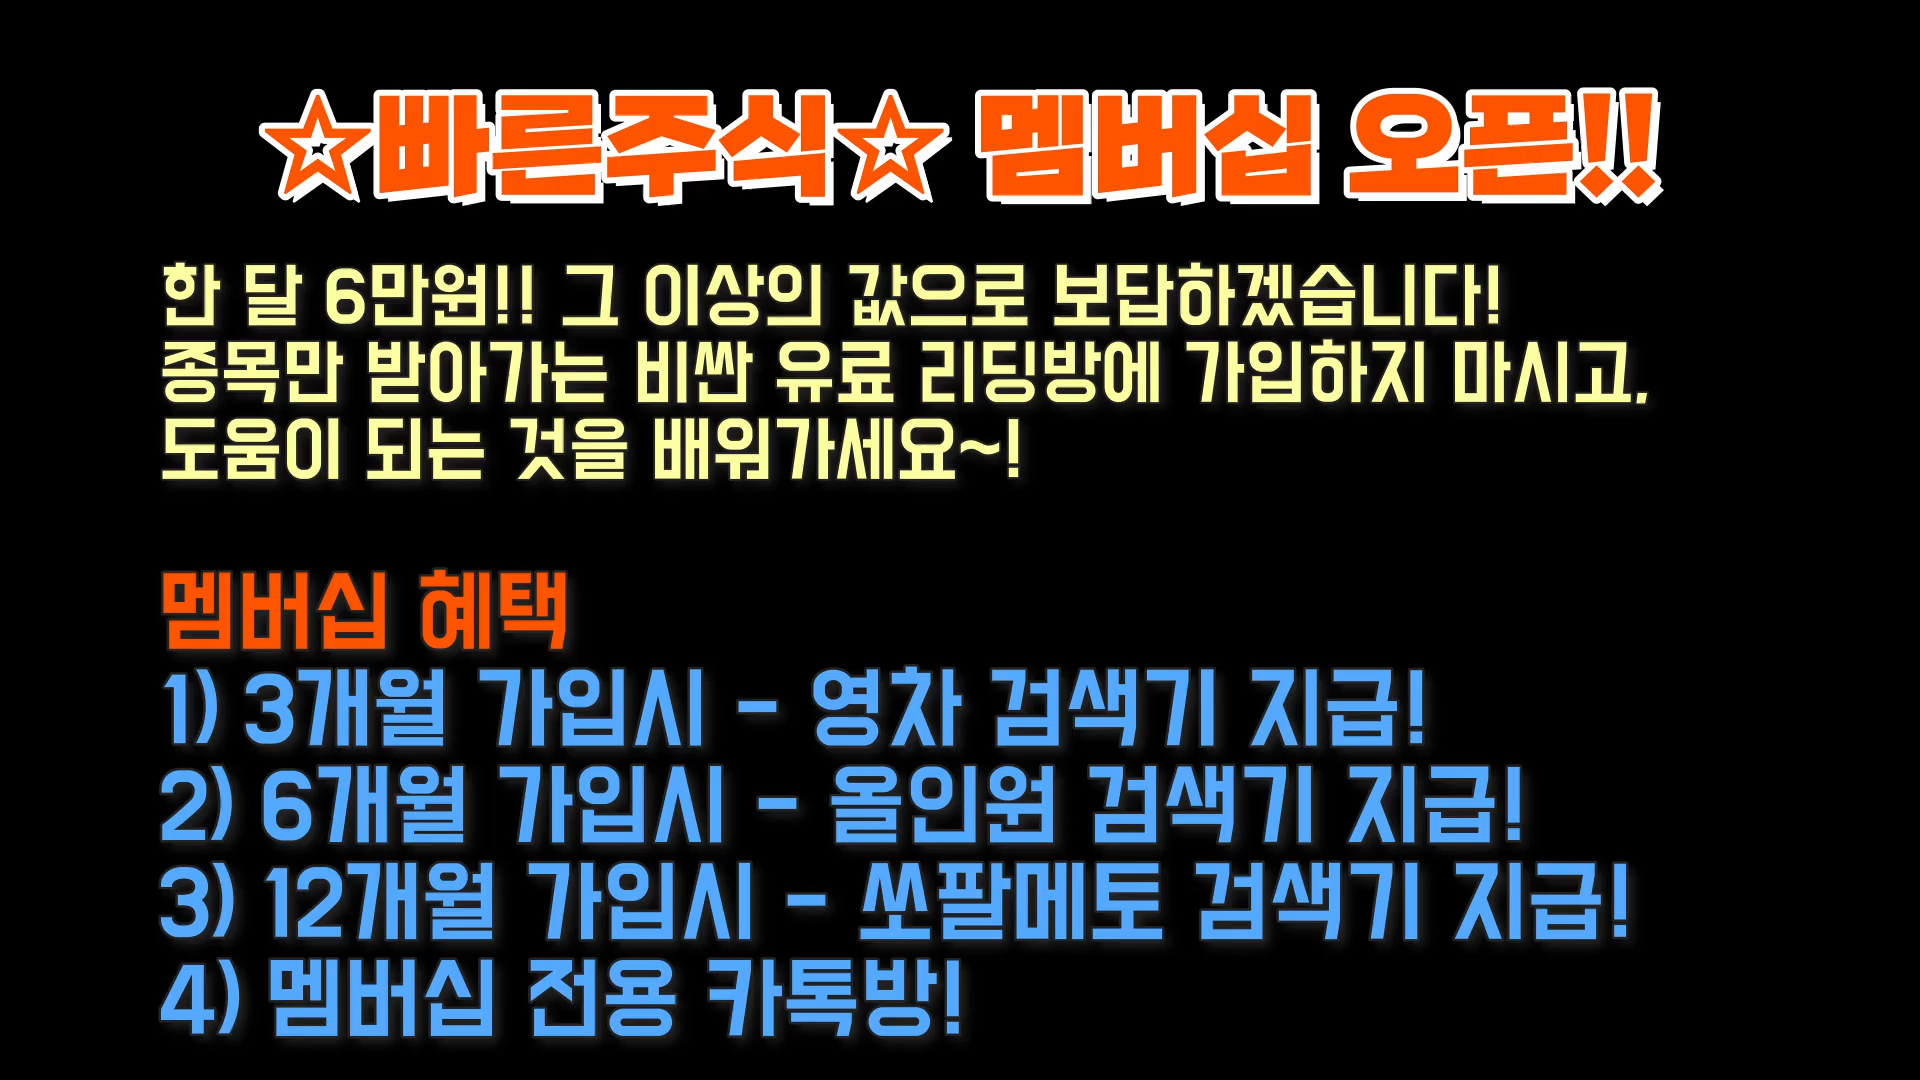 ☆빠른주식☆ 멤버십 오픈!!
한 달 6만원!! 그 이상의 값으로 보답하겠습니다!
종목만 받아가는 비싼 유료 리딩방에 가입하지 마시고,
도움이 되는 것을 배워가세요~!
멤버십 혜택
1) 3개월 가입시 - 영차 검색기 지급!
2) 6개월 가입시 - 올인원 검색기 지급!
3) 12개월 가입시 - 쏘팔메토 검색기 지급!
4) 멤버십 전용 카톡방!